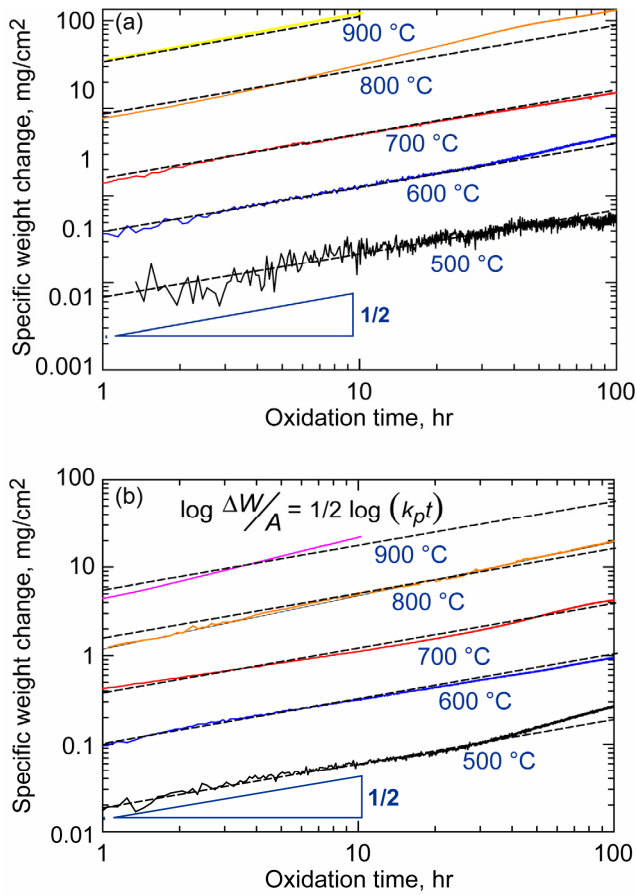 (a)
100
10
1
0.1
0.01
0.001
Specific weight change, mg/cm2
900 °C
800 °C
700 °C
600 °C
500 °C
1/2
1 10 100
Oxidation time, hr
(b)
log ΔW/A = 1/2 log (kpt)
100
10
1
0.1
0.01
Specific weight change, mg/cm2
900 °C
800 °C
700 °C
600 °C
500 °C
1/2
1 10 100
Oxidation time, hr